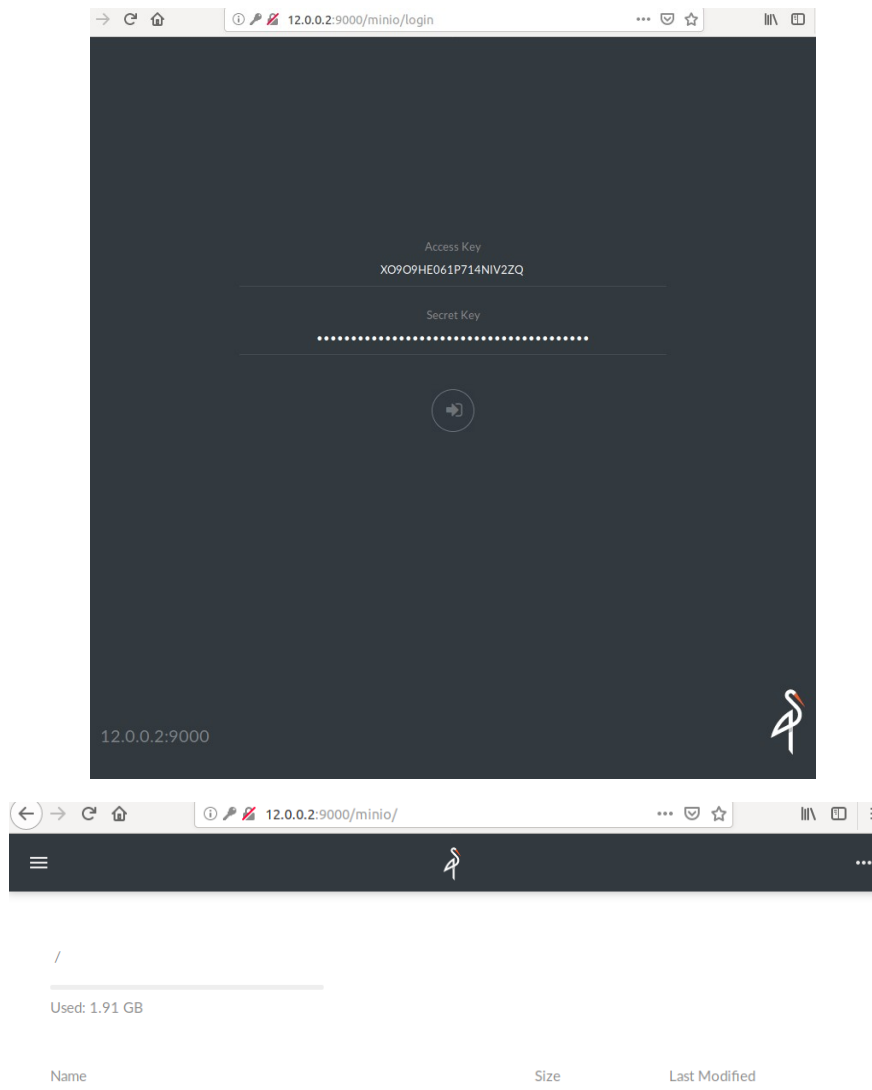 12.0.0.2:9000/minio/login
Access Key
XO9O9HE061P714NIV2ZQ
Secret Key
••••••••••••••••••••••••••••••••••••••••
12.0.0.2:9000
12.0.0.2:9000/minio/
/
Used: 1.91 GB
Name Size Last Modified